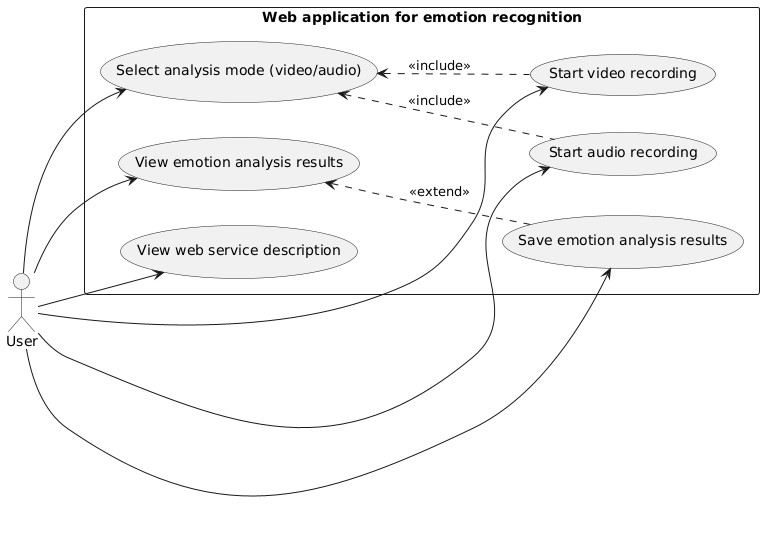 Web application for emotion recognition
Select analysis mode (video/audio)
«include»
Start video recording
«include»
Start audio recording
View emotion analysis results
«extend»
Save emotion analysis results
View web service description
User